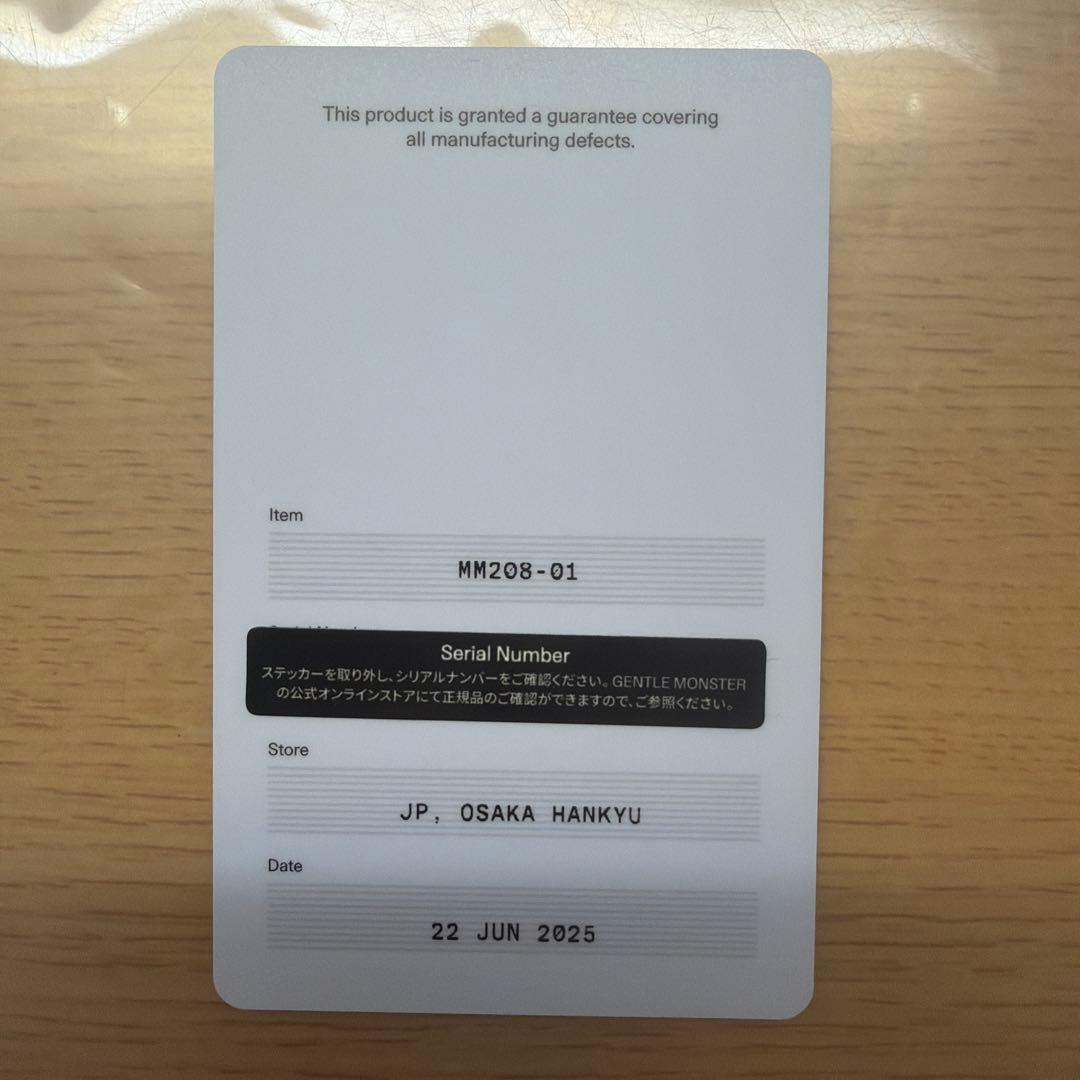 This product is granted a guarantee covering
all manufacturing defects.
Item
MM208-01
Serial Number
ステッカーを取り外し、シリアルナンバーをご確認ください。GENTLE MONSTER
の公式オンラインストアにて正規品のご確認ができますので、ご参照ください。
Store
JP, OSAKA HANKYU
Date
22 JUN 2025